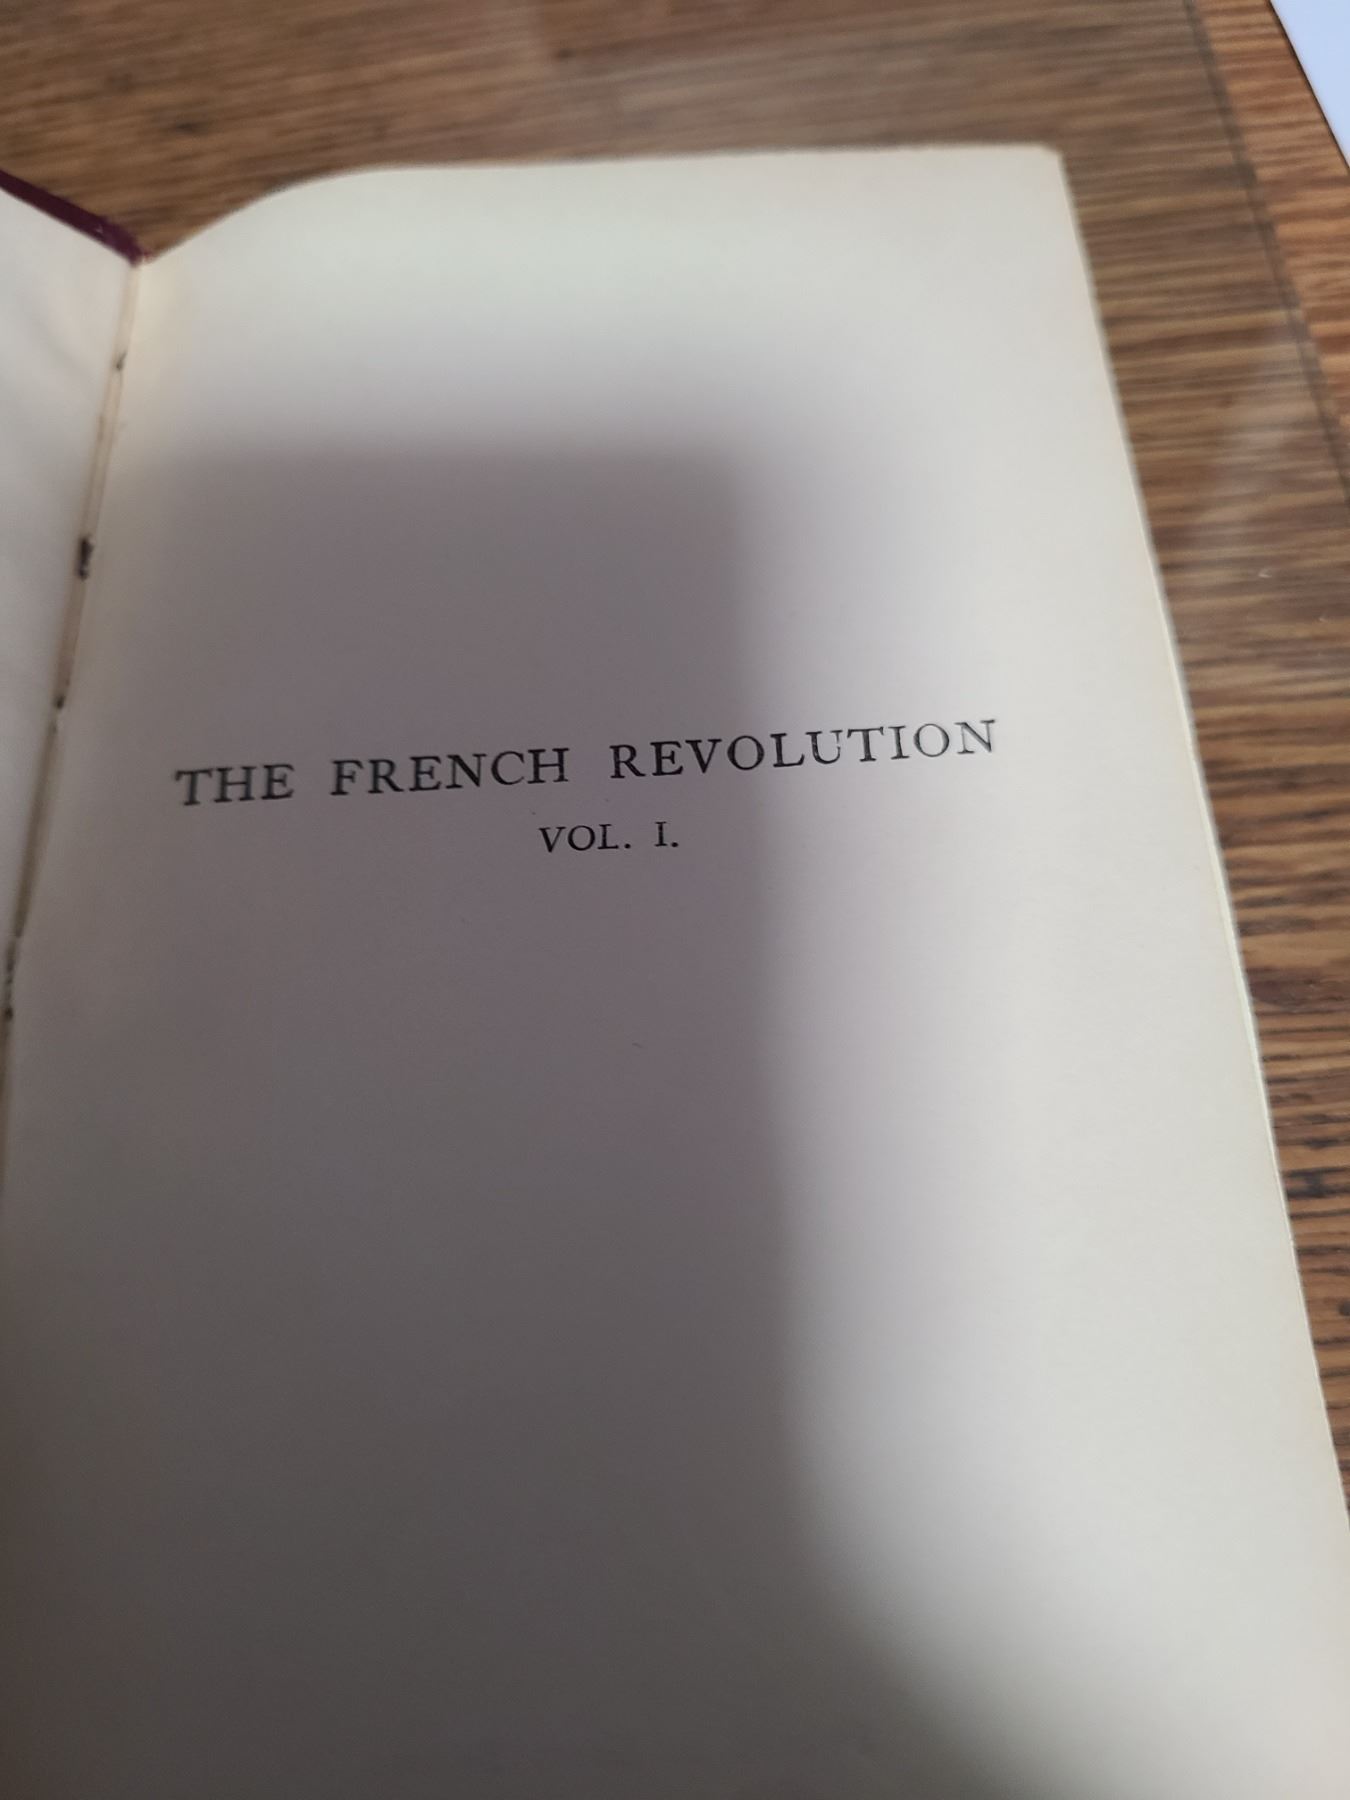 THE FRENCH REVOLUTION
VOL. I.